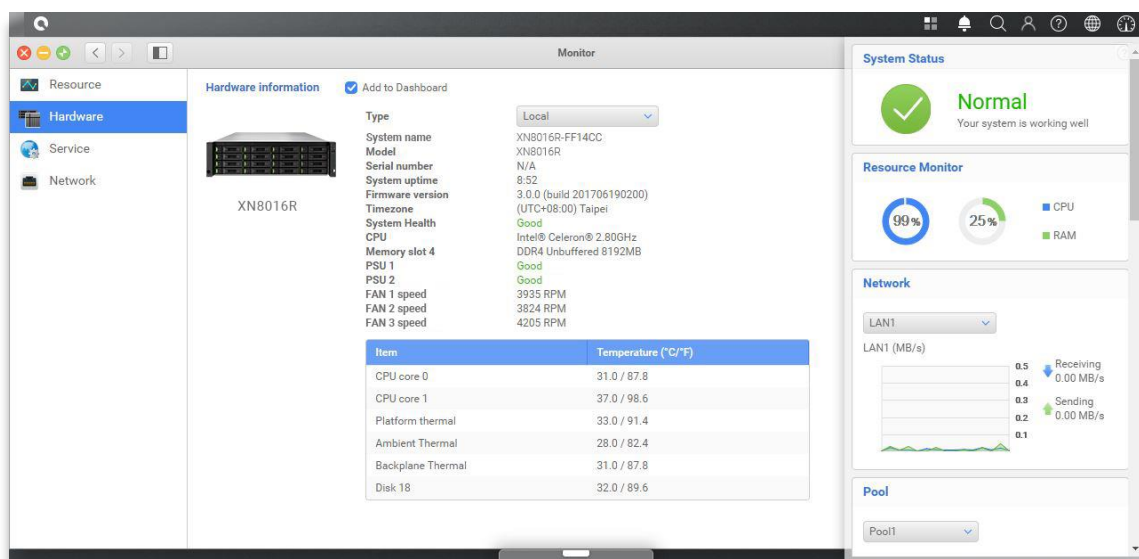 Monitor
Resource
Hardware
Service
Network
Hardware information
Add to Dashboard
XN8016R
Type Local
System name XN8016R-FF14CC
Model XN8016R
Serial number N/A
System uptime 8:52
Firmware version 3.0.0 (build 201706190200)
Timezone (UTC+08:00) Taipei
System Health Good
CPU Intel® Celeron® 2.80GHz
Memory slot 4 DDR4 Unbuffered 8192MB
PSU 1 Good
PSU 2 Good
FAN 1 speed 3935 RPM
FAN 2 speed 3824 RPM
FAN 3 speed 4205 RPM
Item Temperature (°C/°F)
CPU core 0 31.0 / 87.8
CPU core 1 37.0 / 98.6
Platform thermal 33.0 / 91.4
Ambient Thermal 28.0 / 82.4
Backplane Thermal 31.0 / 87.8
Disk 18 32.0 / 89.6
System Status
Normal
Your system is working well
Resource Monitor
99%
25%
CPU
RAM
Network
LAN1
LAN1 (MB/s)
0.5
0.4
0.3
0.2
0.1
Receiving
0.00 MB/s
Sending
0.00 MB/s
Pool
Pool1